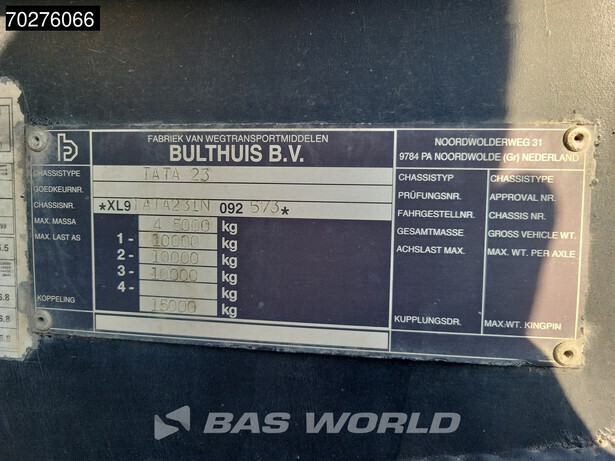 70276066
FABRIEK VAN WEGTRANSPORTMIDDELEN
BULTHUIS B.V.
NOORDWOLDERWEG 31
9784 PA NOORDWOLDE (Gr) NEDERLAND
CHASSISTYPE TATA 23 CHASSISTYP CHASSISTYPE
GOEDKEURNR. PRÜFUNGSNR. APPROVAL NR.
CHASSISNR. *XL9TATA231N 092 573* FAHRGESTELLNR. CHASSIS NR.
MAX. MASSA 45000 kg GESAMTMASSE GROSS VEHICLE WT.
MAX. LAST AS 1 - 10000 kg ACHSLAST MAX. MAX. WT. PER AXLE
2 - 10000 kg
3 - 10000 kg
4 - kg
KOPPELING 15000 kg KUPPLUNGSDR. MAX. WT. KINGPIN
BAS WORLD